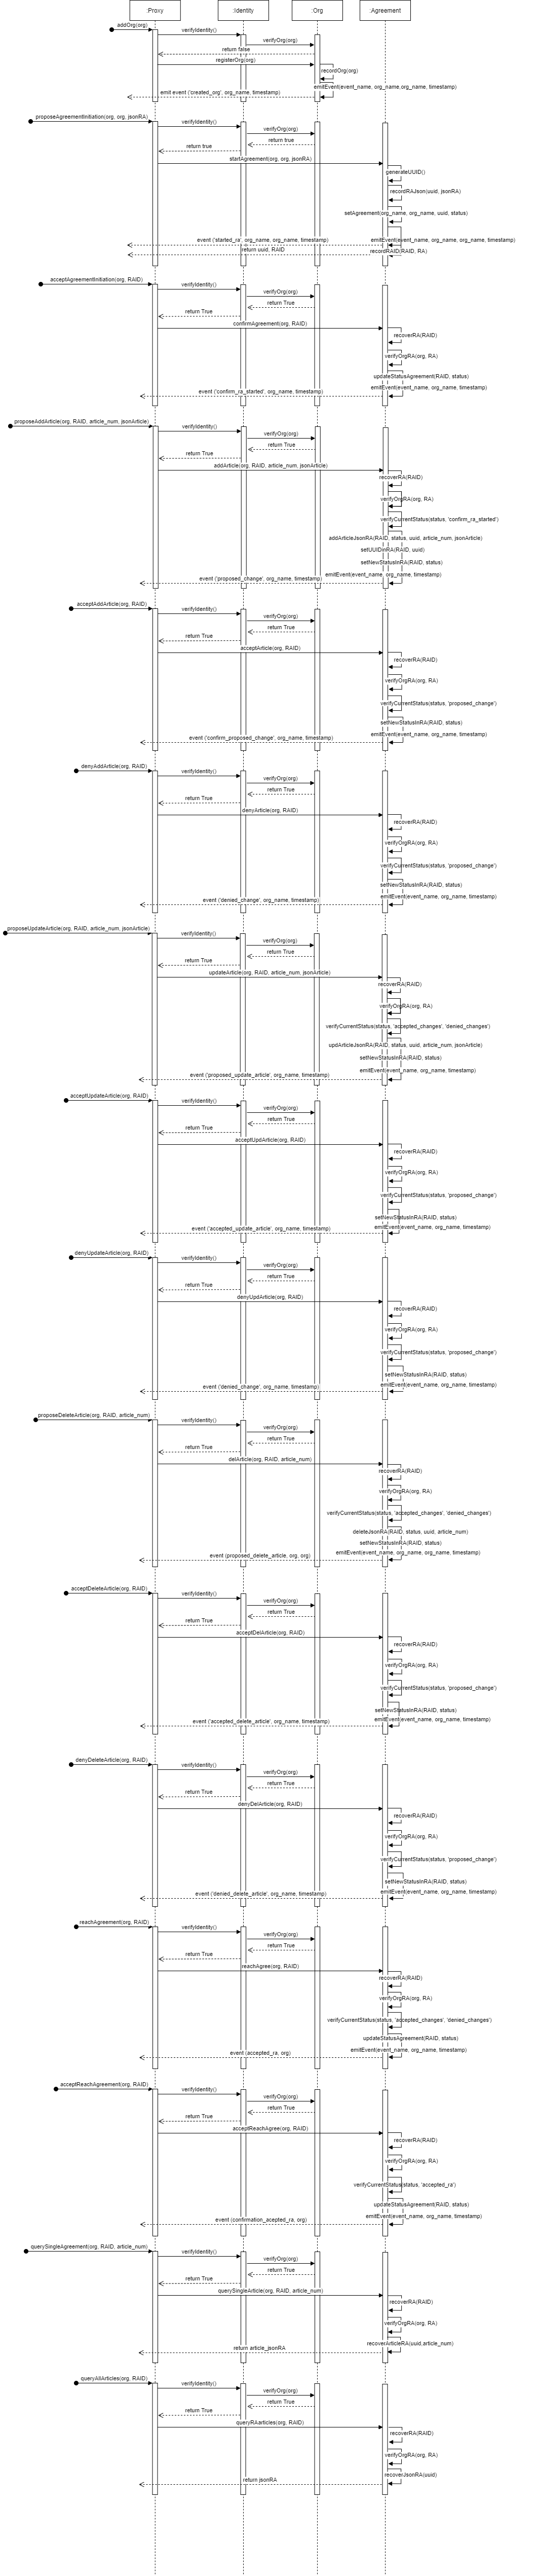 :Proxy
:Identity
:Org
:Agreement
addOrg(org)
verifyIdentity()
verifyOrg(org)
return false
registerOrg(org)
recordOrg(org)
emitEvent(event_name, org_name,org_name, timestamp)
emit event ('created_org', org_name, timestamp)
proposeAgreementInitiation(org, org, jsonRA)
verifyIdentity()
verifyOrg(org)
return true
return true
startAgreement(org, org, jsonRA)
generateUUID()
recordRAJson(uuid, jsonRA)
setAgreement(org_name, org_name, uuid, status)
event ('started_ra', org_name, org_name, timestamp)
emitEvent(event_name, org_name, org_name, timestamp)
return uuid, RAID
recordRAID(RAID, RA)
acceptAgreementInitiation(org, RAID)
verifyIdentity()
verifyOrg(org)
return True
return True
confirmAgreement(org, RAID)
recoverRA(RAID)
verifyOrgRA(org, RA)
updateStatusAgreement(RAID, status)
emitEvent(event_name, org_name, timestamp)
event ('confirm_ra_started', org_name, timestamp)
proposeAddArticle(org, RAID, article_num, jsonArticle)
verifyIdentity()
verifyOrg(org)
return True
return True
addArticle(org, RAID, article_num, jsonArticle)
recoverRA(RAID)
verifyOrgRA(org, RA)
verifyCurrentStatus(status, 'confirm_ra_started')
addArticleJsonRA(RAID, status, uuid, article_num, jsonArticle)
setUUIDinRA(RAID, uuid)
setNewStatusInRA(RAID, status)
emitEvent(event_name, org_name, timestamp)
event ('proposed_change', org_name, timestamp)
acceptAddArticle(org, RAID)
verifyIdentity()
verifyOrg(org)
return True
return True
acceptArticle(org, RAID)
recoverRA(RAID)
verifyOrgRA(org, RA)
verifyCurrentStatus(status, 'proposed_change')
setNewStatusInRA(RAID, status)
emitEvent(event_name, org_name, timestamp)
event ('confirm_proposed_change', org_name, timestamp)
denyAddArticle(org, RAID)
verifyIdentity()
verifyOrg(org)
return True
return True
denyArticle(org, RAID)
recoverRA(RAID)
verifyOrgRA(org, RA)
verifyCurrentStatus(status, 'proposed_change')
setNewStatusInRA(RAID, status)
emitEvent(event_name, org_name, timestamp)
event ('denied_change', org_name, timestamp)
proposeUpdateArticle(org, RAID, article_num, jsonArticle)
verifyIdentity()
verifyOrg(org)
return True
return True
updateArticle(org, RAID, article_num, jsonArticle)
recoverRA(RAID)
verifyOrgRA(org, RA)
verifyCurrentStatus(status, 'accepted_changes', 'denied_changes')
updArticleJsonRA(RAID, status, uuid, article_num, jsonArticle)
setNewStatusInRA(RAID, status)
emitEvent(event_name, org_name, timestamp)
event ('proposed_update_article', org_name, timestamp)
acceptUpdateArticle(org, RAID)
verifyIdentity()
verifyOrg(org)
return True
return True
acceptUpdArticle(org, RAID)
recoverRA(RAID)
verifyOrgRA(org, RA)
verifyCurrentStatus(status, 'proposed_change')
setNewStatusInRA(RAID, status)
emitEvent(event_name, org_name, timestamp)
event ('accepted_update_article', org_name, timestamp)
denyUpdateArticle(org, RAID)
verifyIdentity()
verifyOrg(org)
return True
return True
denyUpdArticle(org, RAID)
recoverRA(RAID)
verifyOrgRA(org, RA)
verifyCurrentStatus(status, 'proposed_change')
setNewStatusInRA(RAID, status)
emitEvent(event_name, org_name, timestamp)
event ('denied_change', org_name, timestamp)
proposeDeleteArticle(org, RAID, article_num)
verifyIdentity()
verifyOrg(org)
return True
return True
delArticle(org, RAID, article_num)
recoverRA(RAID)
verifyOrgRA(org, RA)
verifyCurrentStatus(status, 'accepted_changes', 'denied_changes')
deleteJsonRA(RAID, status, uuid, article_num)
setNewStatusInRA(RAID, status)
emitEvent(event_name, org_name, org_name, timestamp)
event (proposed_delete_article, org, org)
acceptDeleteArticle(org, RAID)
verifyIdentity()
verifyOrg(org)
return True
return True
acceptDelArticle(org, RAID)
recoverRA(RAID)
verifyOrgRA(org, RA)
verifyCurrentStatus(status, 'proposed_change')
setNewStatusInRA(RAID, status)
emitEvent(event_name, org_name, timestamp)
event ('accepted_delete_article', org_name, timestamp)
denyDeleteArticle(org, RAID)
verifyIdentity()
verifyOrg(org)
return True
return True
denyDelArticle(org, RAID)
recoverRA(RAID)
verifyOrgRA(org, RA)
verifyCurrentStatus(status, 'proposed_change')
setNewStatusInRA(RAID, status)
emitEvent(event_name, org_name, timestamp)
event ('denied_delete_article', org_name, timestamp)
reachAgreement(org, RAID)
verifyIdentity()
verifyOrg(org)
return True
return True
reachAgree(org, RAID)
recoverRA(RAID)
verifyOrgRA(org, RA)
verifyCurrentStatus(status, 'accepted_changes', 'denied_changes')
updateStatusAgreement(RAID, status)
emitEvent(event_name, org_name, timestamp)
event (accepted_ra, org)
acceptReachAgreement(org, RAID)
verifyIdentity()
verifyOrg(org)
return True
return True
acceptReachAgree(org, RAID)
recoverRA(RAID)
verifyOrgRA(org, RA)
verifyCurrentStatus(status, 'accepted_ra')
updateStatusAgreement(RAID, status)
emitEvent(event_name, org_name, timestamp)
event (confirmation_acepted_ra, org)
querySingleAgreement(org, RAID, article_num)
verifyIdentity()
verifyOrg(org)
return True
return True
querySingleArticle(org, RAID, article_num)
recoverRA(RAID)
verifyOrgRA(org, RA)
recoverArticleRA(uuid,article_num)
return article_jsonRA
queryAllArticles(org, RAID)
verifyIdentity()
verifyOrg(org)
return True
return True
queryRAarticles(org, RAID)
recoverRA(RAID)
verifyOrgRA(org, RA)
recoverJsonRA(uuid)
return jsonRA